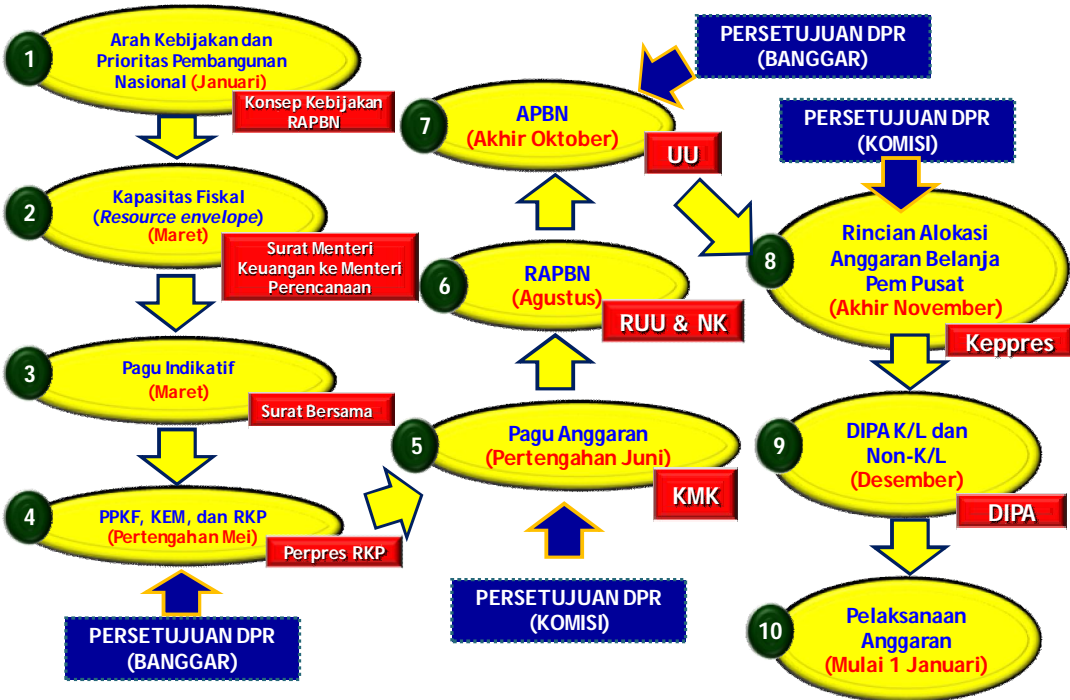 1
Arah Kebijakan dan
Prioritas Pembangunan
Nasional (Januari)
Konsep Kebijakan
RAPBN
2
Kapasitas Fiskal
(Resource envelope)
(Maret)
Surat Menteri
Keuangan ke Menteri
Perencanaan
3
Pagu Indikatif
(Maret)
Surat Bersama
4
PPKF, KEM, dan RKP
(Pertengahan Mei)
Perpres RKP
PERSETUJUAN DPR
(BANGGAR)
5
Pagu Anggaran
(Pertengahan Juni)
KMK
PERSETUJUAN DPR
(KOMISI)
6
RAPBN
(Agustus)
RUU & NK
7
APBN
(Akhir Oktober)
UU
PERSETUJUAN DPR
(BANGGAR)
PERSETUJUAN DPR
(KOMISI)
8
Rincian Alokasi
Anggaran Belanja
Pem Pusat
(Akhir November)
Keppres
9
DIPA K/L dan
Non-K/L
(Desember)
DIPA
10
Pelaksanaan
Anggaran
(Mulai 1 Januari)